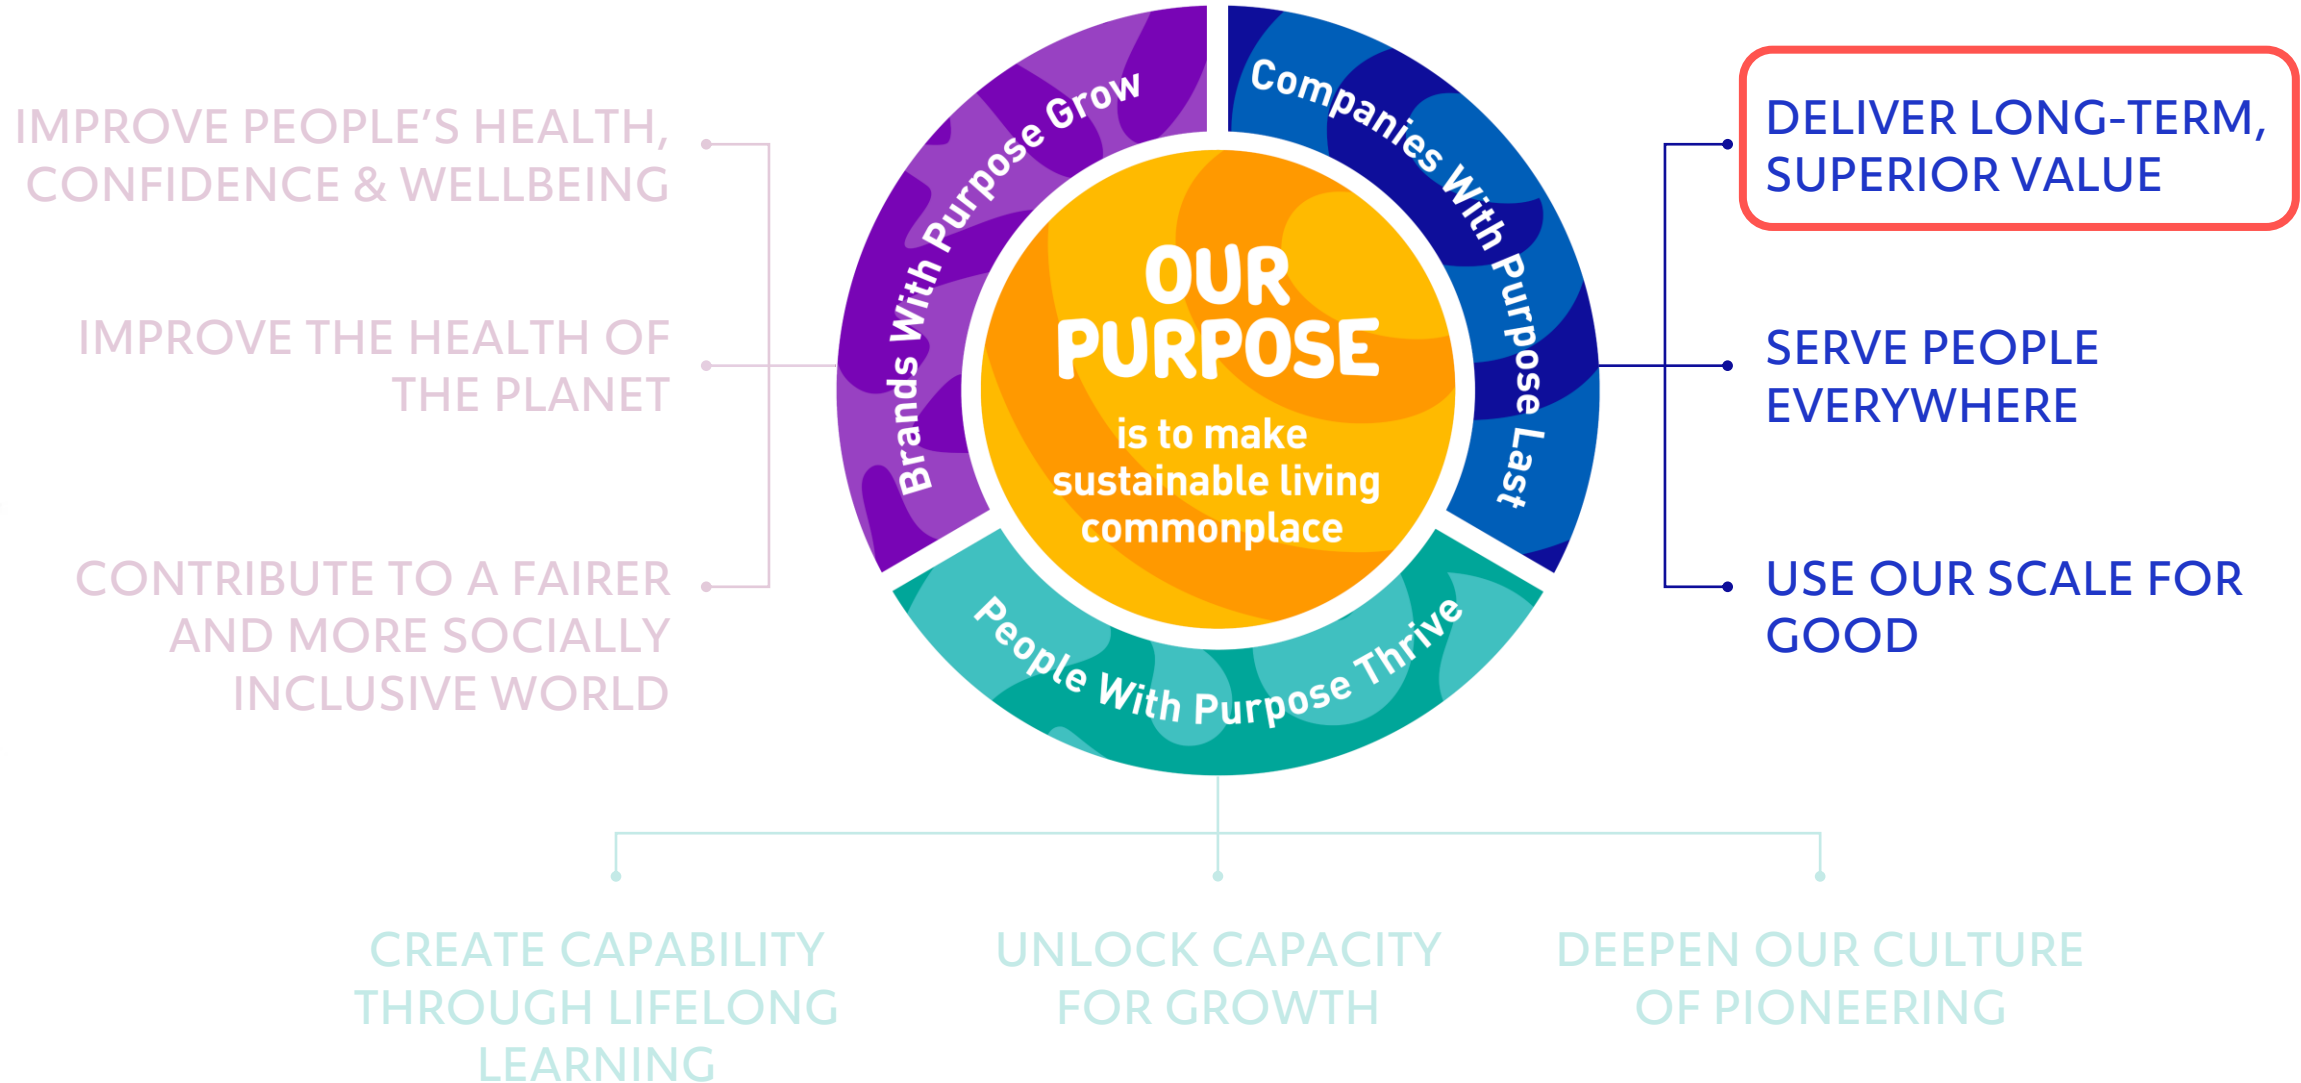 Brands With Purpose Grow
Companies With Purpose Last
People With Purpose Thrive
OUR
PURPOSE
is to make
sustainable living
commonplace
IMPROVE PEOPLE’S HEALTH,
CONFIDENCE & WELLBEING
IMPROVE THE HEALTH OF
THE PLANET
CONTRIBUTE TO A FAIRER
AND MORE SOCIALLY
INCLUSIVE WORLD
DELIVER LONG-TERM,
SUPERIOR VALUE
SERVE PEOPLE
EVERYWHERE
USE OUR SCALE FOR
GOOD
CREATE CAPABILITY
THROUGH LIFELONG
LEARNING
UNLOCK CAPACITY
FOR GROWTH
DEEPEN OUR CULTURE
OF PIONEERING